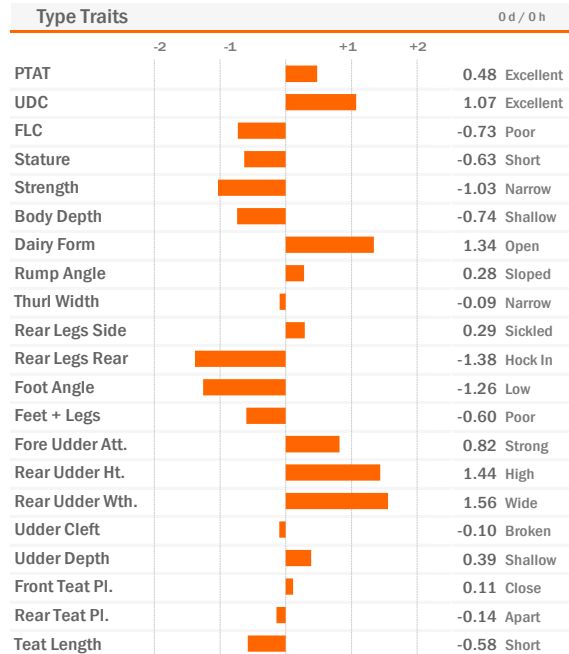 Type Traits 0 d / 0 h
-2 -1 +1 +2
PTAT 0.48 Excellent
UDC 1.07 Excellent
FLC -0.73 Poor
Stature -0.63 Short
Strength -1.03 Narrow
Body Depth -0.74 Shallow
Dairy Form 1.34 Open
Rump Angle 0.28 Sloped
Thurl Width -0.09 Narrow
Rear Legs Side 0.29 Sickled
Rear Legs Rear -1.38 Hock In
Foot Angle -1.26 Low
Feet + Legs -0.60 Poor
Fore Udder Att. 0.82 Strong
Rear Udder Ht. 1.44 High
Rear Udder Wth. 1.56 Wide
Udder Cleft -0.10 Broken
Udder Depth 0.39 Shallow
Front Teat Pl. 0.11 Close
Rear Teat Pl. -0.14 Apart
Teat Length -0.58 Short